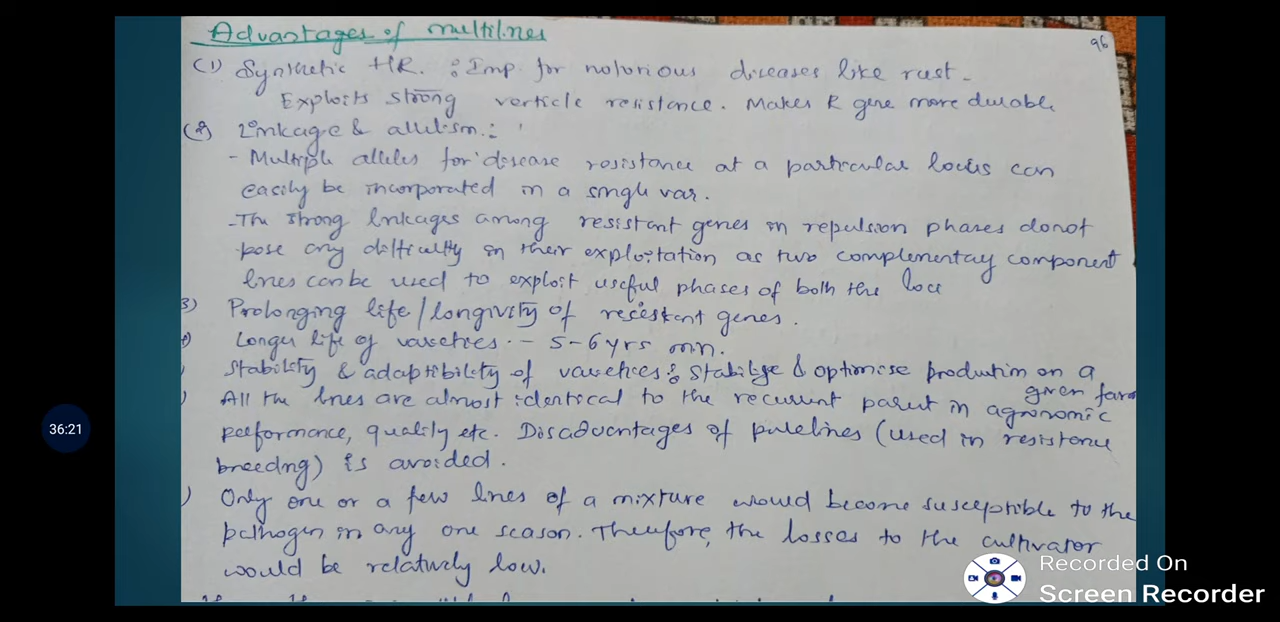 Advantages of multilines
96
(1) Synthetic HR. : Imp. for notorious diseases like rust -
Exploits strong verticle resistance. Makes R gene more durable
(2) Linkage & allelism :
- Multiple alleles for disease resistance at a particular locus can
easily be incorporated in a single var.
- The strong linkages among resistant genes in repulsion phases donot
pose any difficulty in their exploitation as two complementary component
lines can be used to exploit useful phases of both the loci
3) Prolonging life/longivity of resistant genes.
) Longer life of varieties. - 5-6 yrs min.
) Stability & adaptibility of varieties : Stabilize & optimise production on a
given farm
) All the lines are almost identical to the recurrent parent in agronomic
performance, quality etc. Disadvantages of purelines (used in resistance
breeding) is avoided.
) Only one or a few lines of a mixture would become susceptible to the
pathogen in any one season. Therefore, the losses to the cultivator
would be relatively low.
36:21
Recorded On
Screen Recorder